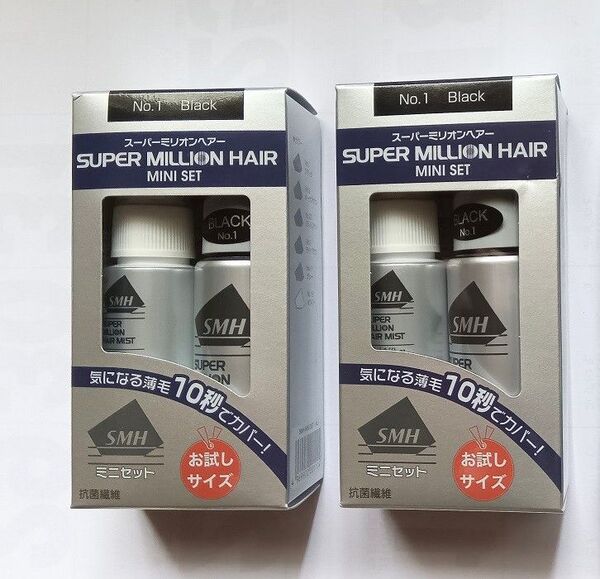 No.1 Black
スーパーミリオンヘアー
SUPER MILLION HAIR
MINI SET
BLACK
No.1
SMH
SUPER
MILLION
HAIR MIST
SMH
SUPER
MILLION
気になる薄毛10秒でカバー!
SMH
ミニセット
お試し
サイズ
抗菌繊維
No.1 Black
スーパーミリオンヘアー
SUPER MILLION HAIR
MINI SET
BLACK
No.1
SMH
SUPER
MILLION
HAIR MIST
SMH
SUPER
気になる薄毛10秒でカバー!
SMH
ミニセット
お試し
サイズ
抗菌繊維